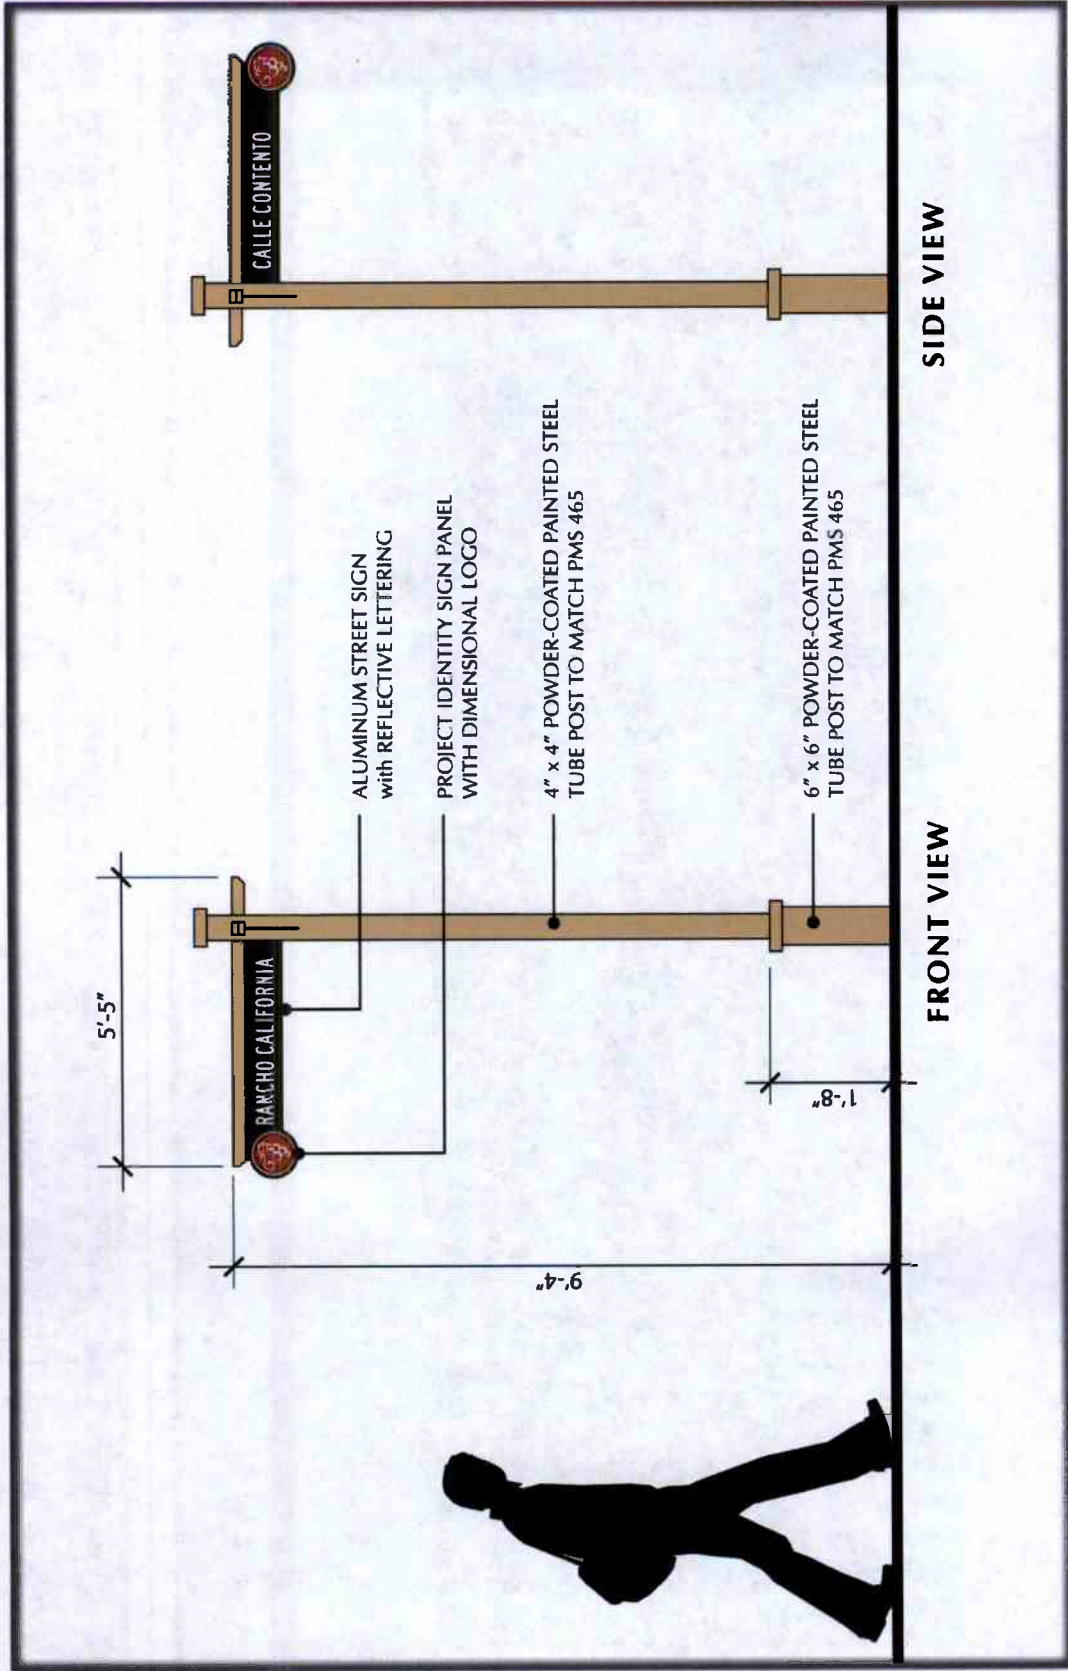 5'-5"
RANCHO CALIFORNIA
CALLE CONTENTO
ALUMINUM STREET SIGN
with REFLECTIVE LETTERING
PROJECT IDENTITY SIGN PANEL
WITH DIMENSIONAL LOGO
9'-4"
4" x 4" POWDER-COATED PAINTED STEEL
TUBE POST TO MATCH PMS 465
1'-8"
6" x 6" POWDER-COATED PAINTED STEEL
TUBE POST TO MATCH PMS 465
FRONT VIEW
SIDE VIEW